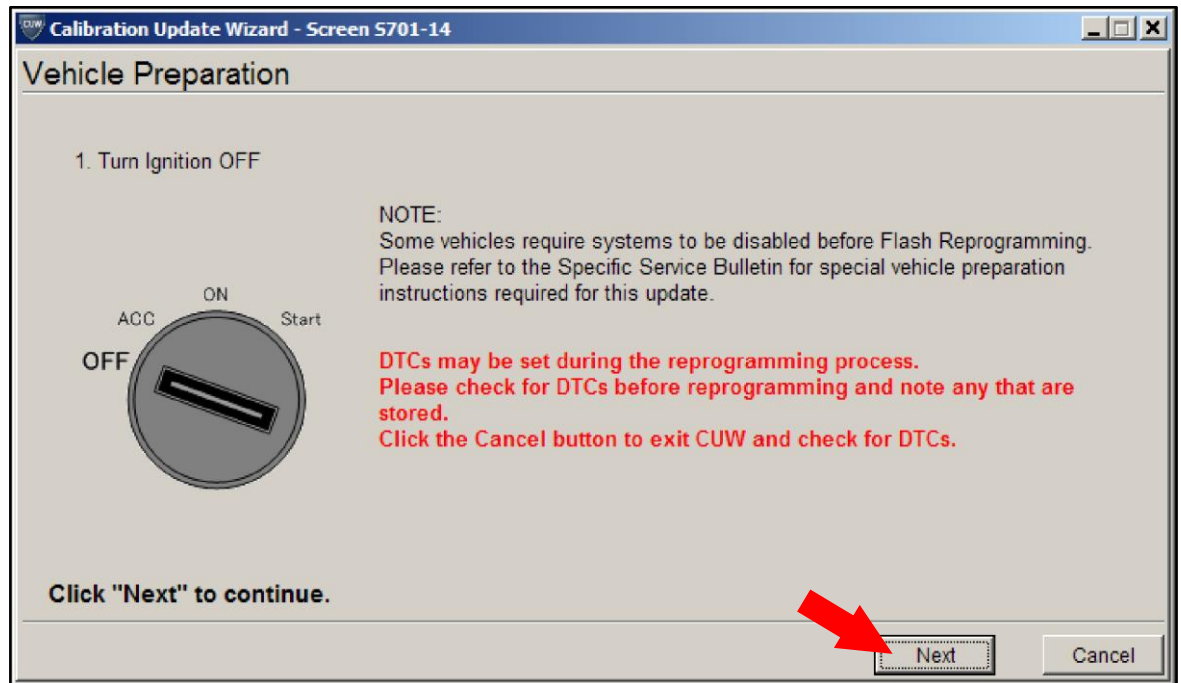 CUW
Calibration Update Wizard - Screen S701-14
Vehicle Preparation
1. Turn Ignition OFF
NOTE:
Some vehicles require systems to be disabled before Flash Reprogramming.
Please refer to the Specific Service Bulletin for special vehicle preparation
instructions required for this update.
ON
ACC
Start
OFF
DTCs may be set during the reprogramming process.
Please check for DTCs before reprogramming and note any that are
stored.
Click the Cancel button to exit CUW and check for DTCs.
Click "Next" to continue.
Next
Cancel